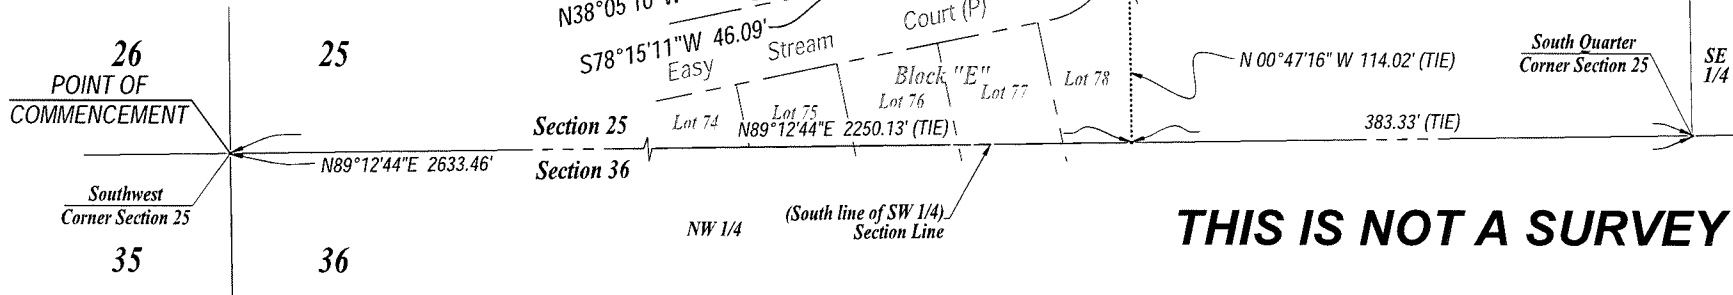 N38°05'10"W
S78°15'11"W 46.09'
Easy Stream Court (P)
26
25
POINT OF
COMMENCEMENT
Block "E"
Lot 74
Lot 75
Lot 76
Lot 77
Lot 78
N 00°47'16" W 114.02' (TIE)
South Quarter
Corner Section 25
SE
1/4
Section 25
N89°12'44"E 2250.13' (TIE)
383.33' (TIE)
N89°12'44"E 2633.46'
Section 36
Southwest
Corner Section 25
NW 1/4
(South line of SW 1/4)
Section Line
THIS IS NOT A SURVEY
35
36